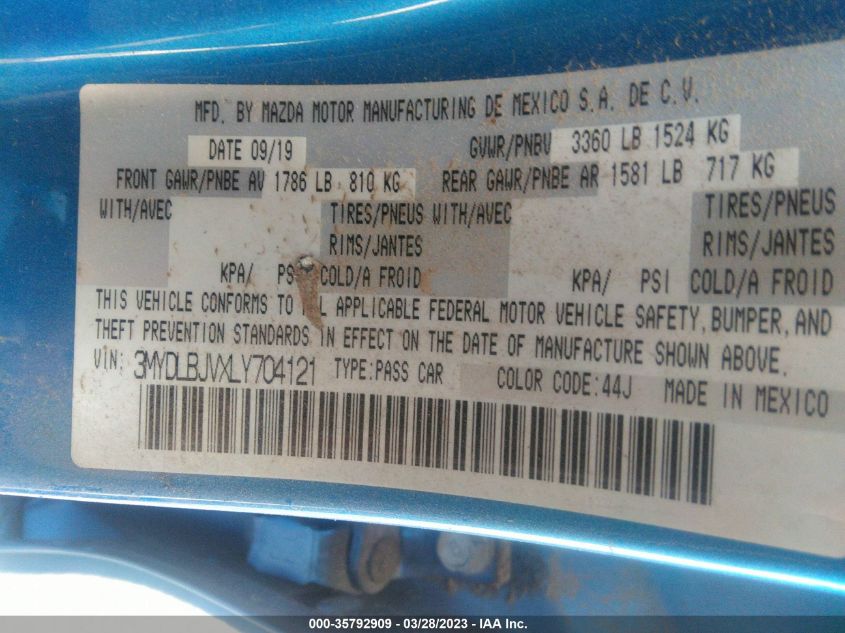 MFD. BY MAZDA MOTOR MANUFACTURING DE MEXICO S.A. DE C.V.
DATE 09/19 GVWR/PNBV 3360 LB 1524 KG
FRONT GAWR/PNBE AV 1786 LB 810 KG REAR GAWR/PNBE AR 1581 LB 717 KG
WITH/AVEC TIRES/PNEUS WITH/AVEC TIRES/PNEUS
RIMS/JANTES RIMS/JANTES
KPA/ PSI COLD/A FROID KPA/ PSI COLD/A FROID
THIS VEHICLE CONFORMS TO ALL APPLICABLE FEDERAL MOTOR VEHICLE SAFETY, BUMPER, AND
THEFT PREVENTION STANDARDS IN EFFECT ON THE DATE OF MANUFACTURE SHOWN ABOVE.
VIN: 3MYDLBJVXLY704121 TYPE:PASS CAR COLOR CODE:44J MADE IN MEXICO
000-35792909 / 03/28/2023 - IAA Inc.